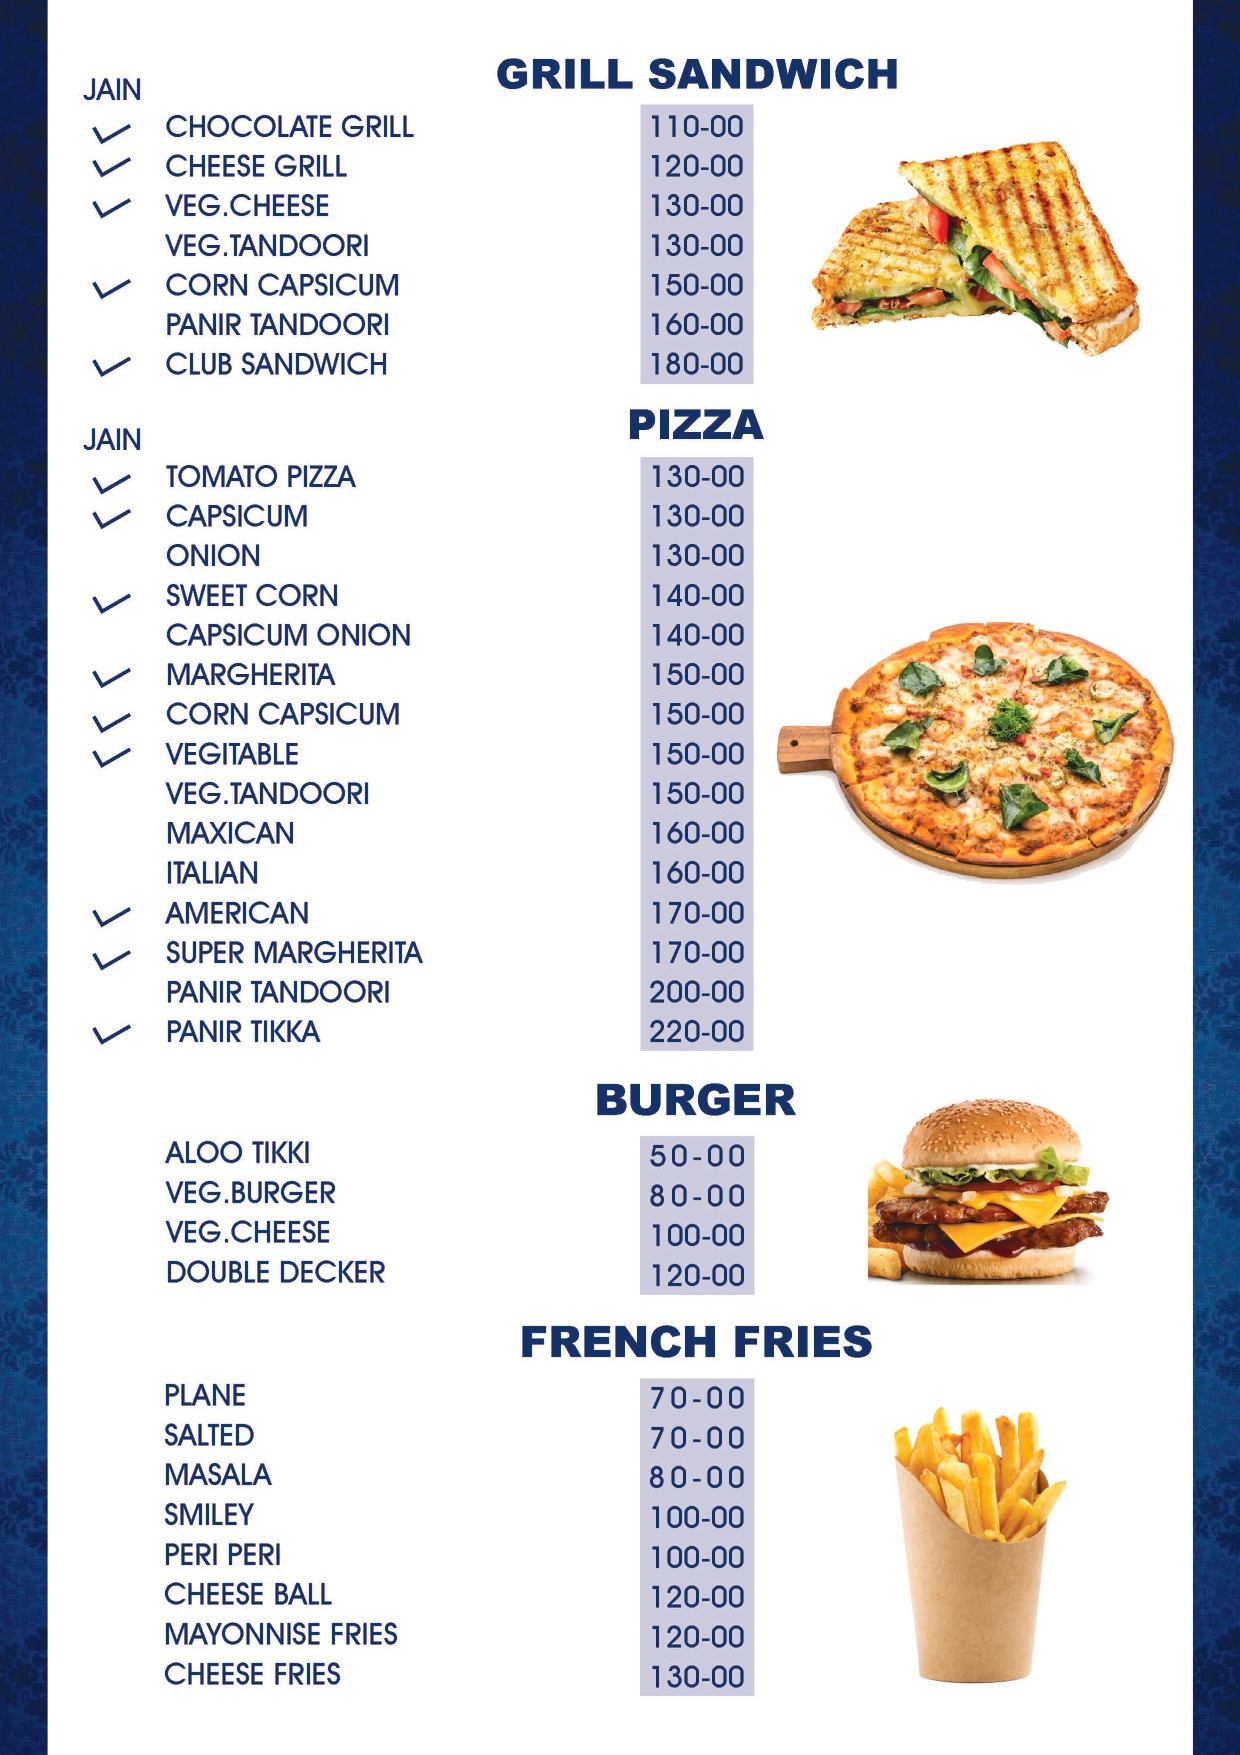 GRILL SANDWICH
JAIN
CHOCOLATE GRILL 110-00
CHEESE GRILL 120-00
VEG.CHEESE 130-00
VEG.TANDOORI 130-00
CORN CAPSICUM 150-00
PANIR TANDOORI 160-00
CLUB SANDWICH 180-00
PIZZA
JAIN
TOMATO PIZZA 130-00
CAPSICUM 130-00
ONION 130-00
SWEET CORN 140-00
CAPSICUM ONION 140-00
MARGHERITA 150-00
CORN CAPSICUM 150-00
VEGITABLE 150-00
VEG.TANDOORI 150-00
MAXICAN 160-00
ITALIAN 160-00
AMERICAN 170-00
SUPER MARGHERITA 170-00
PANIR TANDOORI 200-00
PANIR TIKKA 220-00
BURGER
ALOO TIKKI 50-00
VEG.BURGER 80-00
VEG.CHEESE 100-00
DOUBLE DECKER 120-00
FRENCH FRIES
PLANE 70-00
SALTED 70-00
MASALA 80-00
SMILEY 100-00
PERI PERI 100-00
CHEESE BALL 120-00
MAYONNISE FRIES 120-00
CHEESE FRIES 130-00